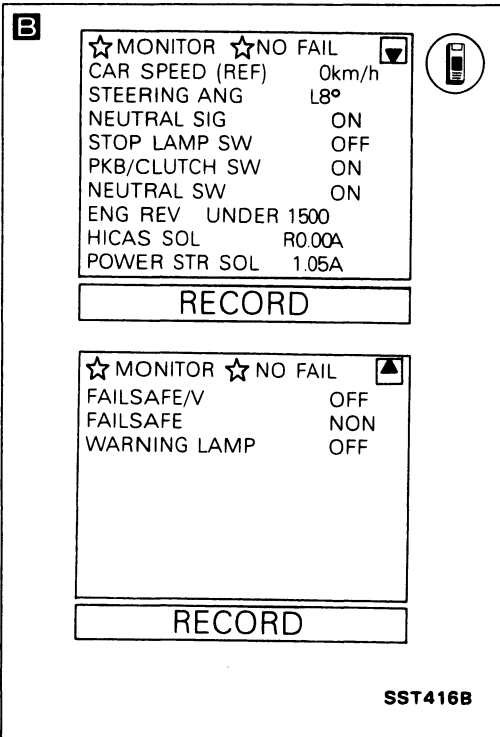 B
☆MONITOR ☆NO FAIL
CAR SPEED (REF) 0km/h
STEERING ANG L8°
NEUTRAL SIG ON
STOP LAMP SW OFF
PKB/CLUTCH SW ON
NEUTRAL SW ON
ENG REV UNDER 1500
HICAS SOL R0.00A
POWER STR SOL 1.05A
RECORD
☆MONITOR ☆NO FAIL
FAILSAFE/V OFF
FAILSAFE NON
WARNING LAMP OFF
RECORD
SST416B